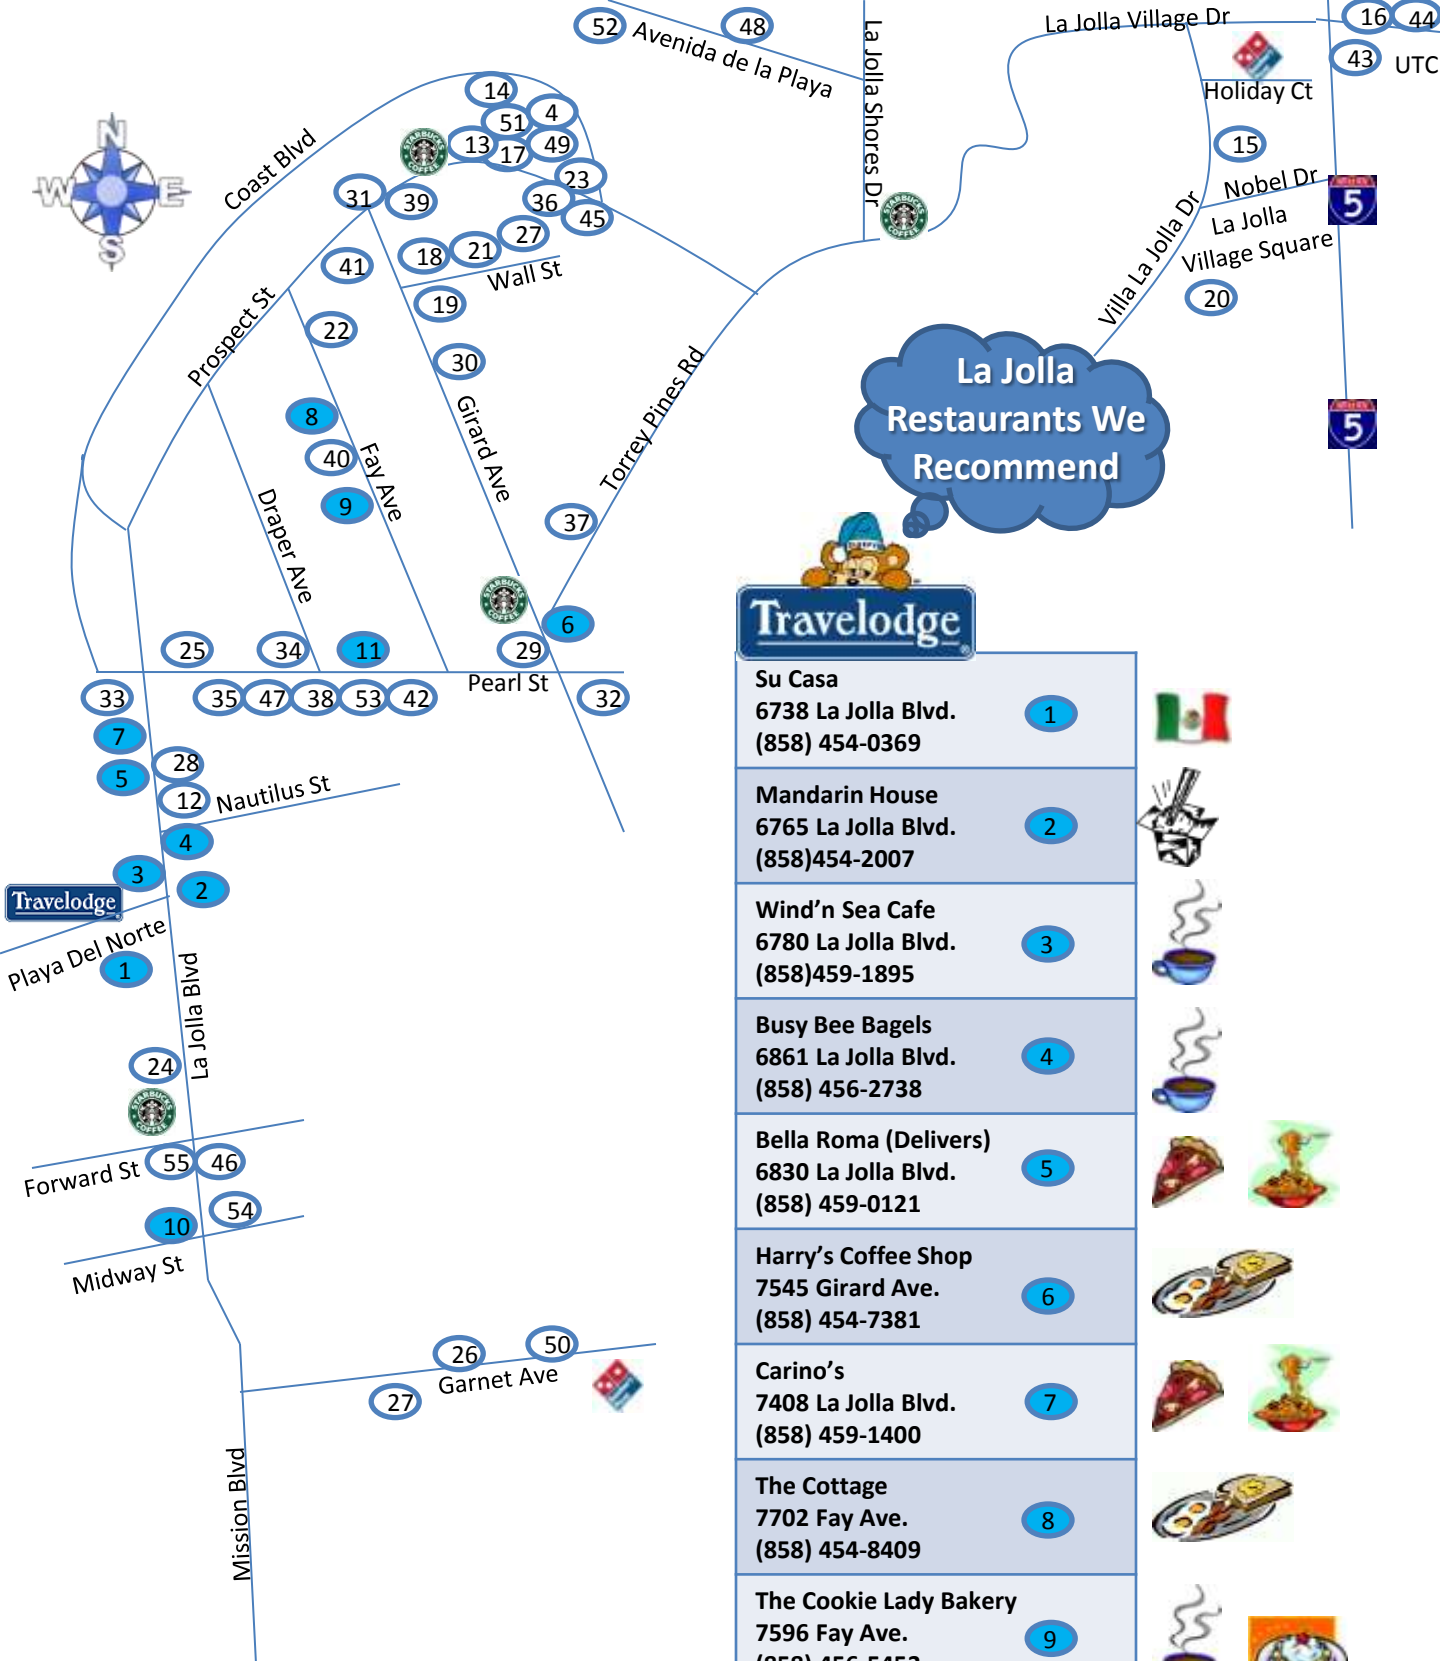 52
48
Avenida de la Playa
La Jolla Shores Dr
La Jolla Village Dr
16
44
43
UTC
Holiday Ct
15
Nobel Dr
5
La Jolla
Village Square
20
Villa La Jolla Dr
5
N
W
E
S
Coast Blvd
14
4
51
13
17
49
STARBUCKS
COFFEE
23
31
39
36
45
27
21
18
41
Wall St
19
STARBUCKS
COFFEE
Prospect St
22
30
8
40
9
Fay Ave
Girard Ave
Torrey Pines Rd
37
Draper Ave
STARBUCKS
COFFEE
6
25
34
11
29
Pearl St
33
35
47
38
53
42
32
7
5
28
12
Nautilus St
4
3
2
Travelodge
Playa Del Norte
1
La Jolla Blvd
24
STARBUCKS
COFFEE
Forward St
55
46
54
10
Midway St
26
50
Garnet Ave
27
Mission Blvd
La Jolla
Restaurants We
Recommend
Travelodge
Su Casa
6738 La Jolla Blvd.
(858) 454-0369
1
Mandarin House
6765 La Jolla Blvd.
(858)454-2007
2
Wind’n Sea Cafe
6780 La Jolla Blvd.
(858)459-1895
3
Busy Bee Bagels
6861 La Jolla Blvd.
(858) 456-2738
4
Bella Roma (Delivers)
6830 La Jolla Blvd.
(858) 459-0121
5
Harry’s Coffee Shop
7545 Girard Ave.
(858) 454-7381
6
Carino’s
7408 La Jolla Blvd.
(858) 459-1400
7
The Cottage
7702 Fay Ave.
(858) 454-8409
8
The Cookie Lady Bakery
7596 Fay Ave.
9